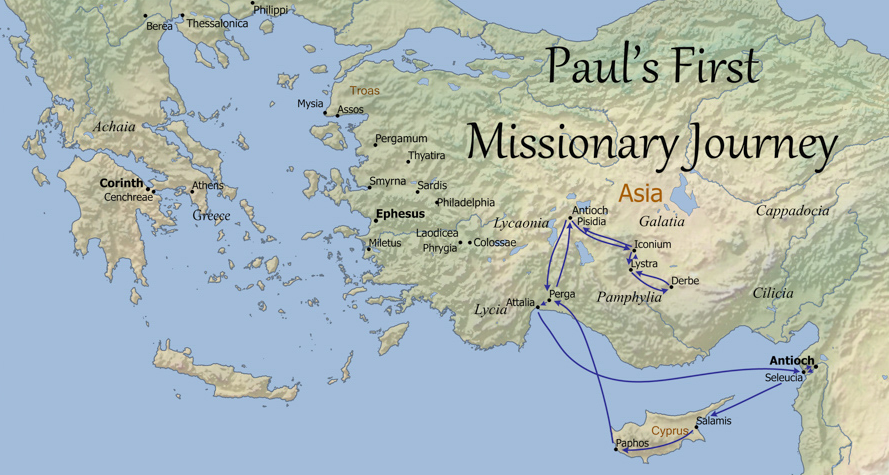 Paul's First
Missionary Journey
Philippi
Thessalonica
Berea
Troas
Mysia
Assos
Achaia
Pergamum
Thyatira
Corinth
Cenchreae
Athens
Greece
Smyrna
Sardis
Philadelphia
Ephesus
Asia
Antioch
Pisidia
Lycaonia
Galatia
Cappadocia
Laodicea
Phrygia
Colossae
Miletus
Iconium
Lystra
Derbe
Pamphylia
Cilicia
Perga
Attalia
Lycia
Antioch
Seleucia
Salamis
Cyprus
Paphos